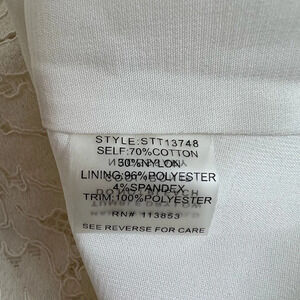 STYLE:STT13748
SELF:70%COTTON
30%NYLON
LINING:96%POLYESTER
4%SPANDEX
TRIM:100%POLYESTER
RN# 113853
SEE REVERSE FOR CARE